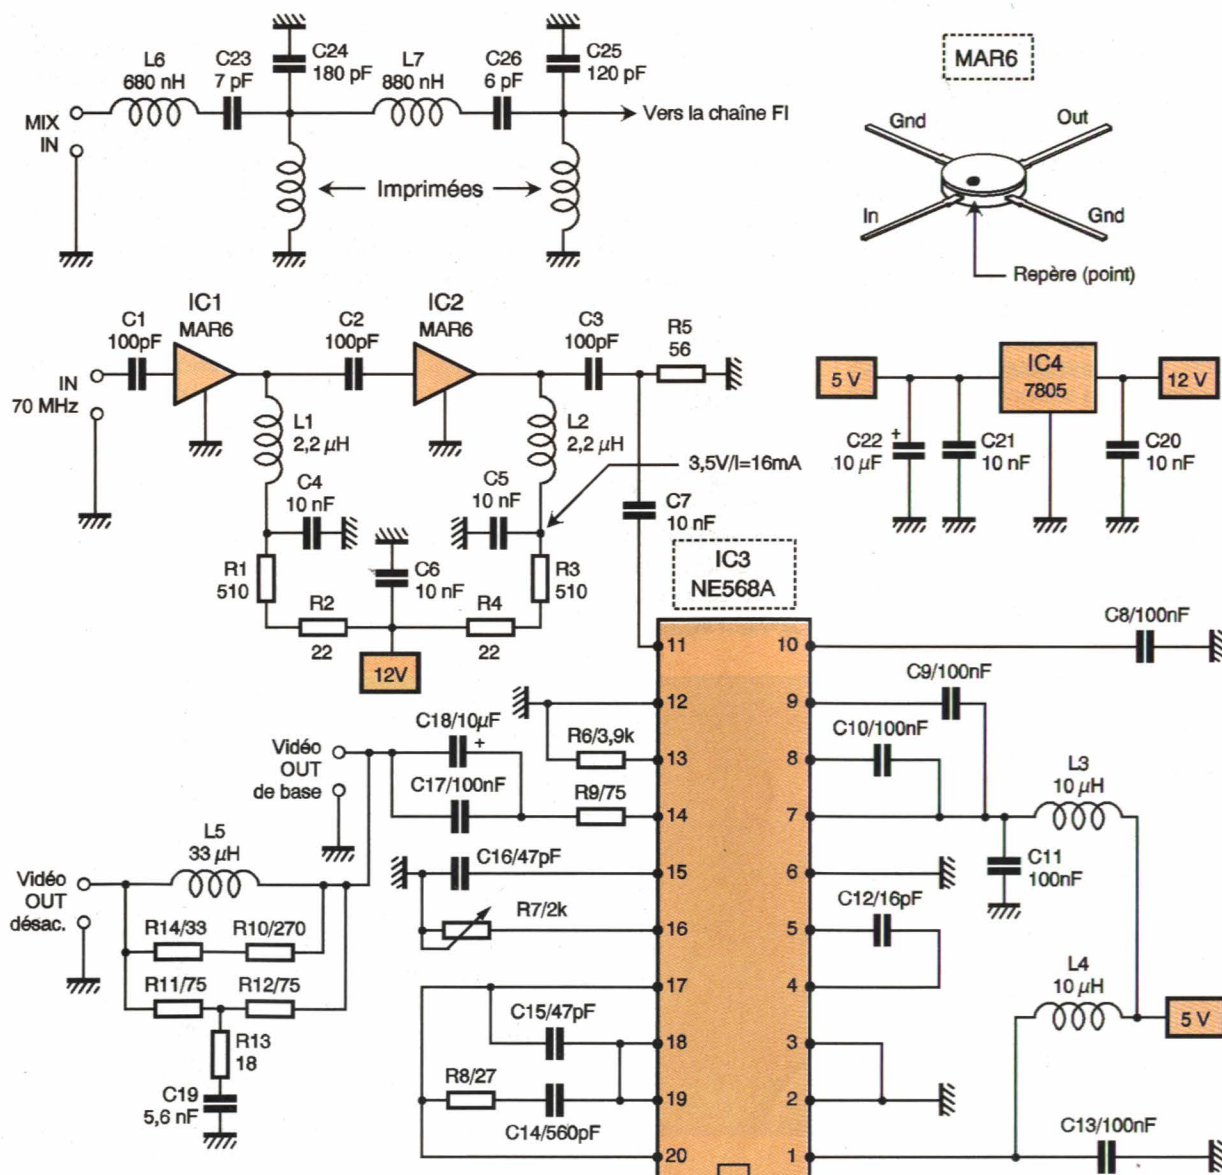 L6
680 nH
C23
7 pF
C24
180 pF
L7
880 nH
C26
6 pF
C25
120 pF
MIX
IN
Vers la chaîne FI
Imprimées
MAR6
Gnd
Out
In
Gnd
Repère (point)
IC1
MAR6
IC2
MAR6
C1
100pF
C2
100pF
C3
100pF
R5
56
IN
70 MHz
L1
2,2 µH
L2
2,2 µH
C4
10 nF
C5
10 nF
3,5V/I=16mA
C7
10 nF
5 V
IC4
7805
12 V
C22
10 µF
+
C21
10 nF
C20
10 nF
R1
510
R2
22
C6
10 nF
R4
22
R3
510
12V
IC3
NE568A
11
10
C8/100nF
12
9
C9/100nF
13
8
C10/100nF
R6/3,9k
14
7
R9/75
C18/10µF
+
C17/100nF
Vidéo
OUT
de base
L3
10 µH
C11
100nF
L5
33 µH
Vidéo
OUT
désac.
R14/33
R10/270
R11/75
R12/75
R13
18
C19
5,6 nF
C16/47pF
15
6
R7/2k
16
5
C12/16pF
17
4
L4
10 µH
5 V
C15/47pF
18
3
R8/27
C14/560pF
19
2
20
1
C13/100nF